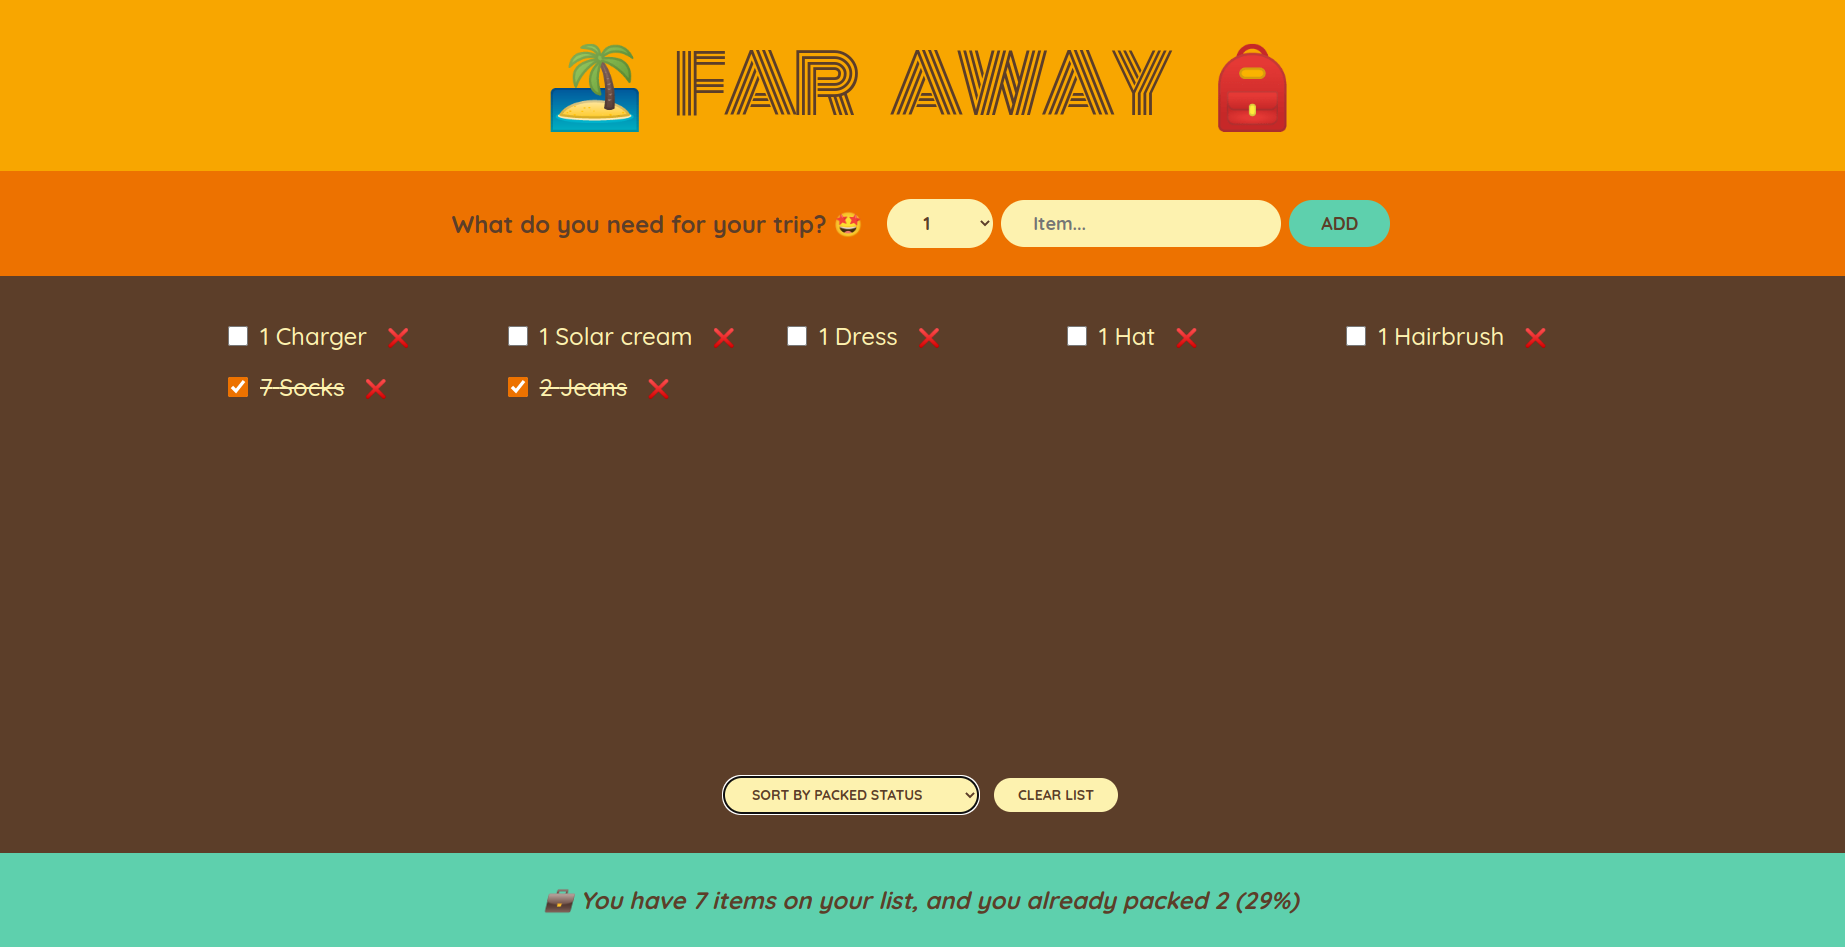 FAR AWAY
What do you need for your trip? 🤩 1 Item... ADD
1 Charger ❌ 1 Solar cream ❌ 1 Dress ❌ 1 Hat ❌ 1 Hairbrush ❌
7 Socks ❌ 2 Jeans ❌
SORT BY PACKED STATUS CLEAR LIST
💼 You have 7 items on your list, and you already packed 2 (29%)